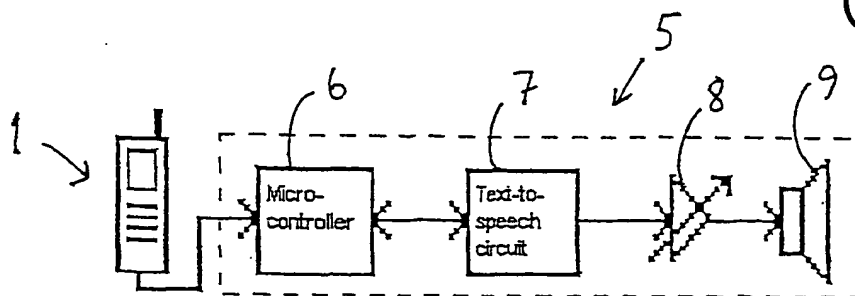 5
6
7
8
9
1
Micro-
controller
Text-to-
speech
circuit